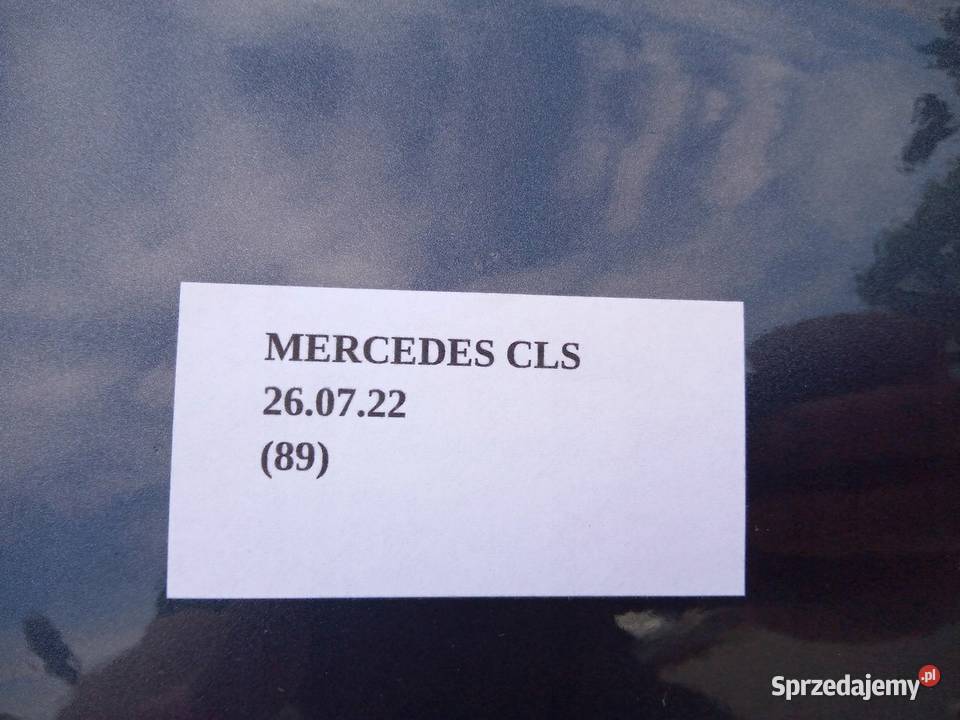 MERCEDES CLS
26.07.22
(89)
Sprzedajemy.pl